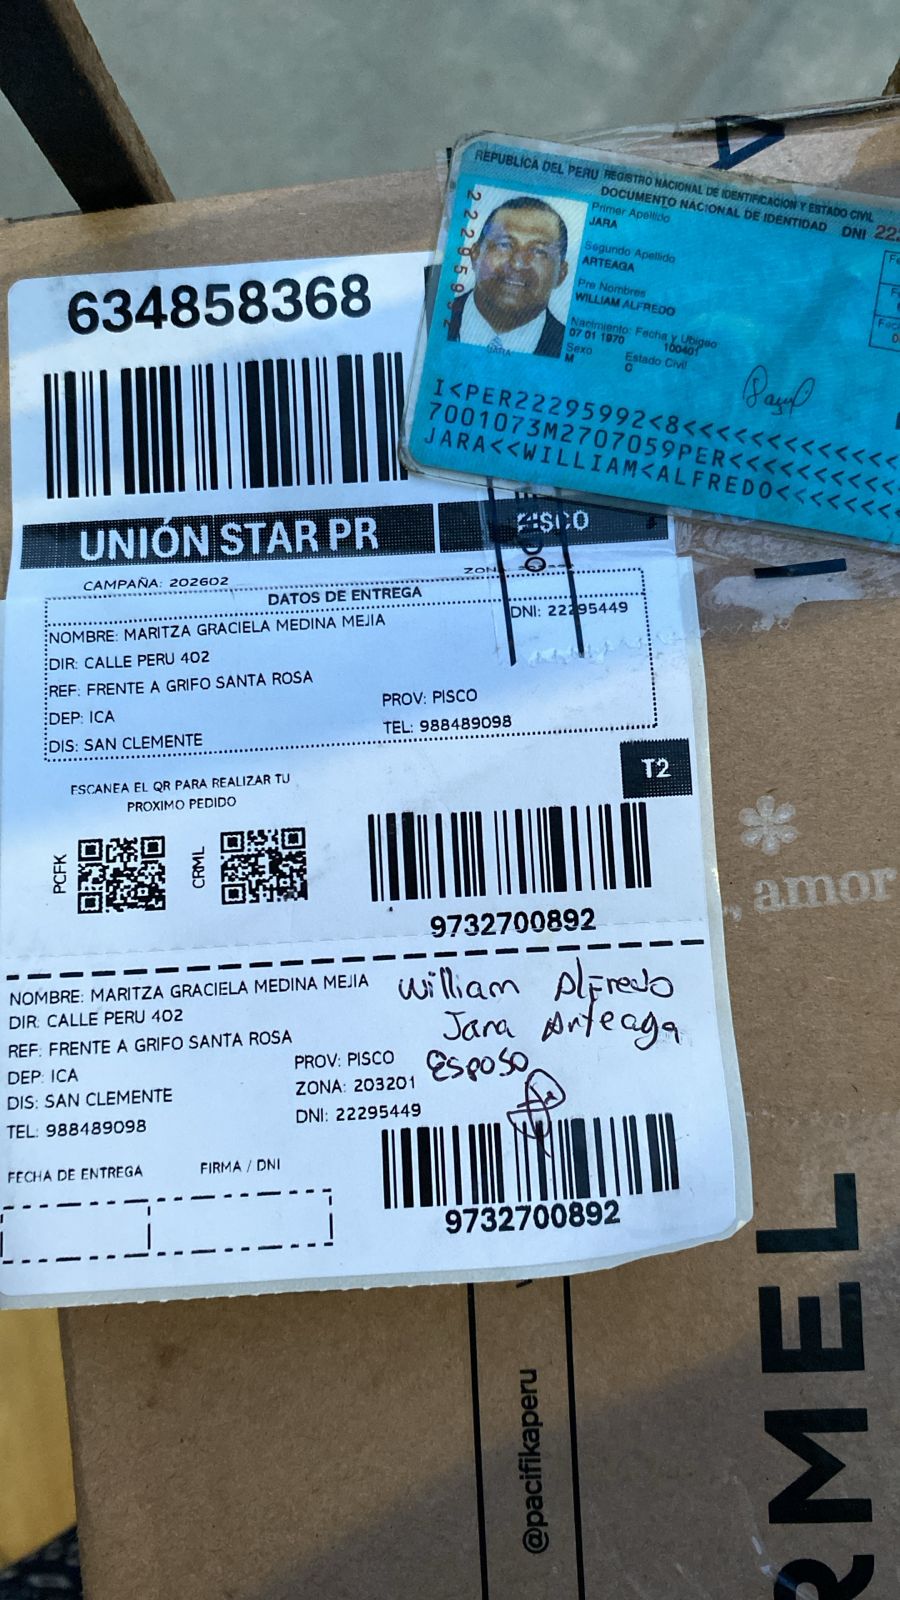 REPUBLICA DEL PERU REGISTRO NACIONAL DE IDENTIFICACION Y ESTADO CIVIL
DOCUMENTO NACIONAL DE IDENTIDAD DNI 222
22295992
Primer Apellido
JARA
Segundo Apellido
ARTEAGA
Pre Nombres
WILLIAM ALFREDO
Nacimiento: Fecha y Ubigeo
07 01 1970 100401
Sexo Estado Civil
M C
I<PER22295992<8<<<<<<<<<<<<<<
7001073M2707059PER<<<<<<<<<<
JARA<<WILLIAM<ALFREDO<<<<<<<
634858368
UNIÓN STAR PR PISCO
CAMPAÑA: 202602
DATOS DE ENTREGA
NOMBRE: MARITZA GRACIELA MEDINA MEJIA DNI: 22295449
DIR: CALLE PERU 402
REF: FRENTE A GRIFO SANTA ROSA
DEP: ICA PROV: PISCO
DIS: SAN CLEMENTE TEL: 988489098
T2
ESCANEA EL QR PARA REALIZAR TU
PROXIMO PEDIDO
PCFK CRML
9732700892
, amor
NOMBRE: MARITZA GRACIELA MEDINA MEJIA
DIR: CALLE PERU 402
REF: FRENTE A GRIFO SANTA ROSA
DEP: ICA PROV: PISCO
DIS: SAN CLEMENTE ZONA: 203201
TEL: 988489098 DNI: 22295449
William Alfredo
Jara Arteaga
Esposo
FECHA DE ENTREGA FIRMA / DNI
9732700892
@pacifikaperu
RMEL